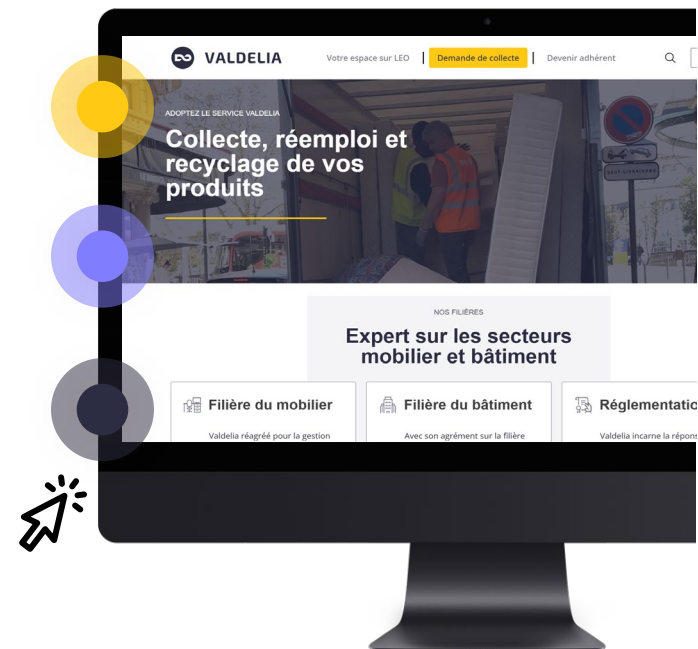 VALDELIA
Votre espace sur LEO
Demande de collecte
Devenir adhérent
ADOPTEZ LE SERVICE VALDELIA
Collecte, réemploi et
recyclage de vos
produits
NOS FILIÈRES
Expert sur les secteurs
mobilier et bâtiment
Filière du mobilier
Filière du bâtiment
Réglementatio
Valdelia réagréé pour la gestion
Avec son agrément sur la filière
Valdelia incarne la répons